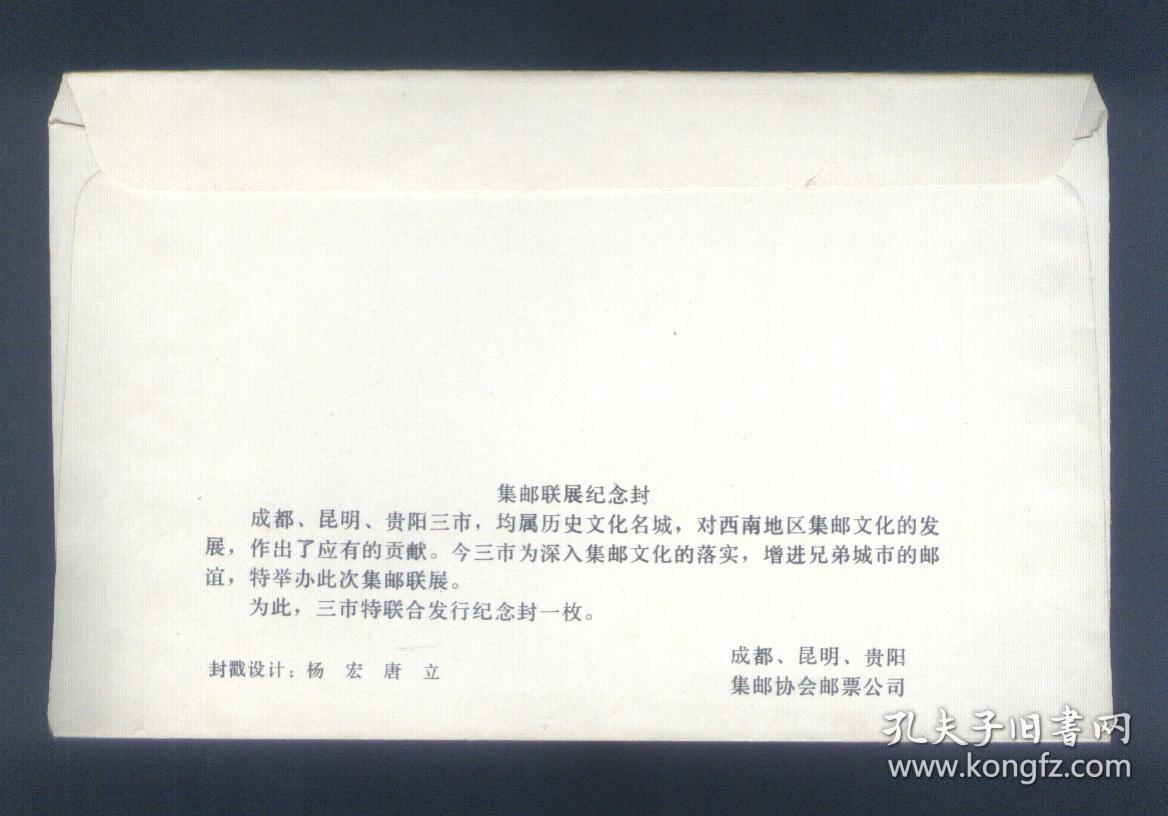 集邮联展纪念封
成都、昆明、贵阳三市，均属历史文化名城，对西南地区集邮文化的发
展，作出了应有的贡献。今三市为深入集邮文化的落实，增进兄弟城市的邮
谊，特举办此次集邮联展。
为此，三市特联合发行纪念封一枚。
封戳设计：杨 宏 唐 立
成都、昆明、贵阳
集邮协会邮票公司
孔夫子旧书网
www.kongfz.com